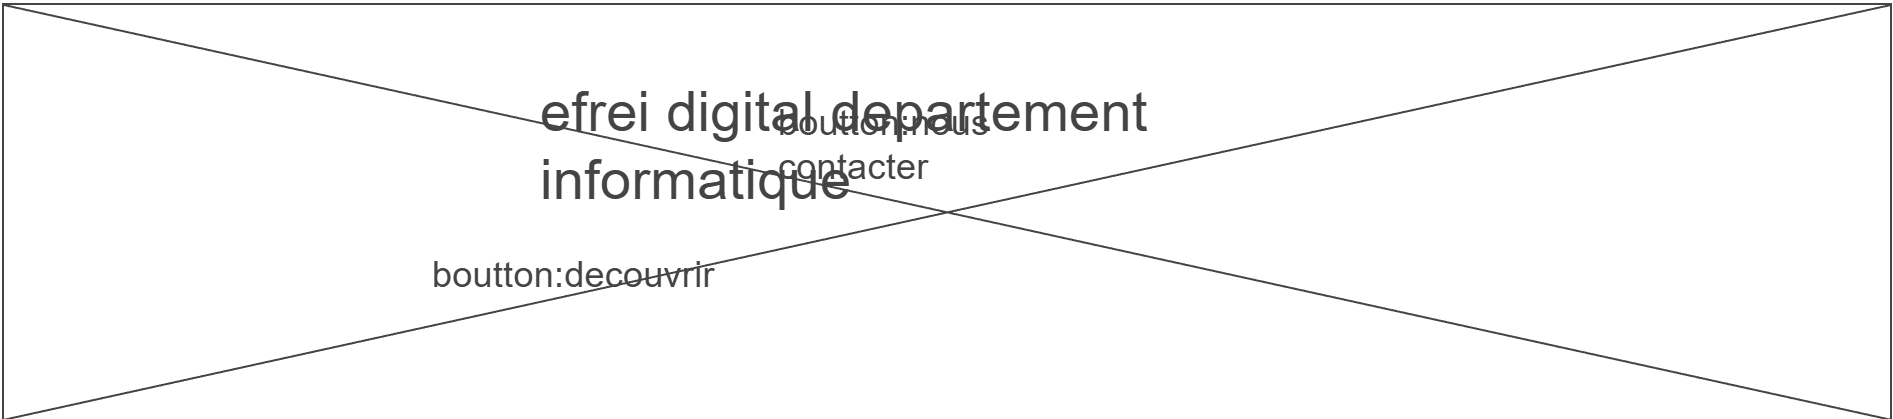 efrei digital departement
informatique
boutton:nous
contacter
boutton:decouvrir